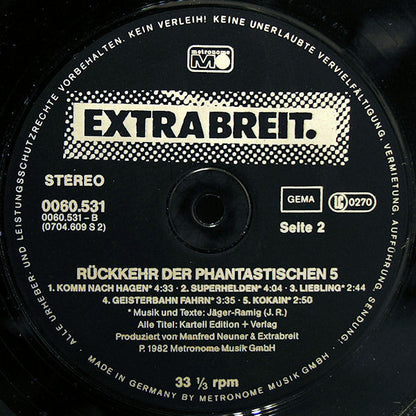 ALLE URHEBER- UND LEISTUNGSSCHUTZRECHTE VORBEHALTEN. KEIN VERLEIH! KEINE UNERLAUBTE VERVIELFÄLTIGUNG, VERMIETUNG, AUFFÜHRUNG, SENDUNG!
metronome
EXTRABREIT.
STEREO
0060.531
0060.531 – B
(0704.609 S 2)
GEMA
LC 0270
Seite 2
RÜCKKEHR DER PHANTASTISCHEN 5
1. KOMM NACH HAGEN* 4:33 · 2. SUPERHELDEN* 4:04 · 3. LIEBLING* 2:44
4. GEISTERBAHN FAHRN* 3:35 · 5. KOKAIN* 2:50
* Musik und Texte: Jäger-Ramig (J. R.)
Alle Titel: Kartell Edition + Verlag
Produziert von Manfred Neuner & Extrabreit
P. 1982 Metronome Musik GmbH
33 ⅓ rpm
MADE IN GERMANY BY METRONOME MUSIK GMBH